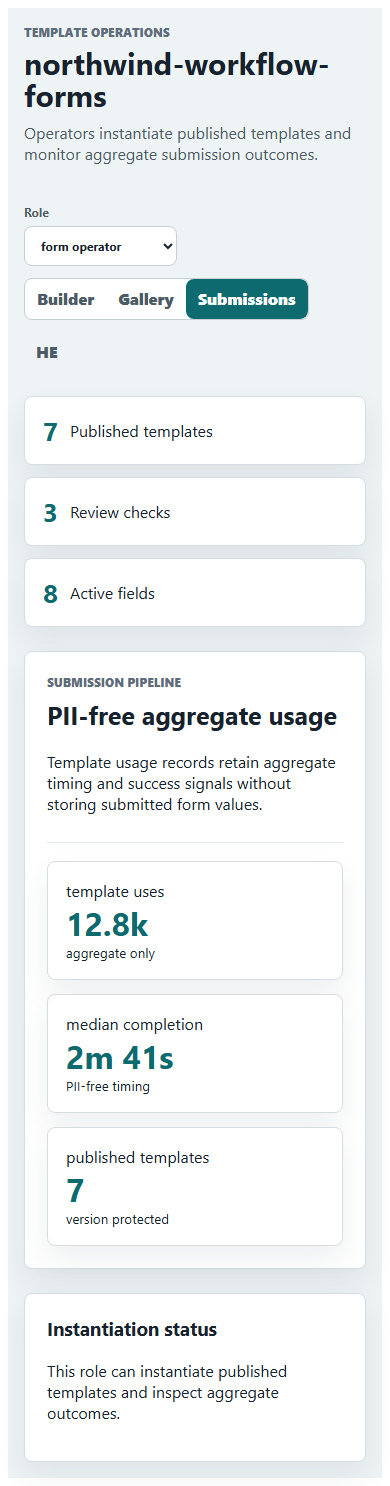 TEMPLATE OPERATIONS
northwind-workflow-
forms
Operators instantiate published templates and
monitor aggregate submission outcomes.
Role
form operator
Builder Gallery Submissions
HE
7 Published templates
3 Review checks
8 Active fields
SUBMISSION PIPELINE
PII-free aggregate usage
Template usage records retain aggregate
timing and success signals without
storing submitted form values.
template uses
12.8k
aggregate only
median completion
2m 41s
PII-free timing
published templates
7
version protected
Instantiation status
This role can instantiate published
templates and inspect aggregate
outcomes.